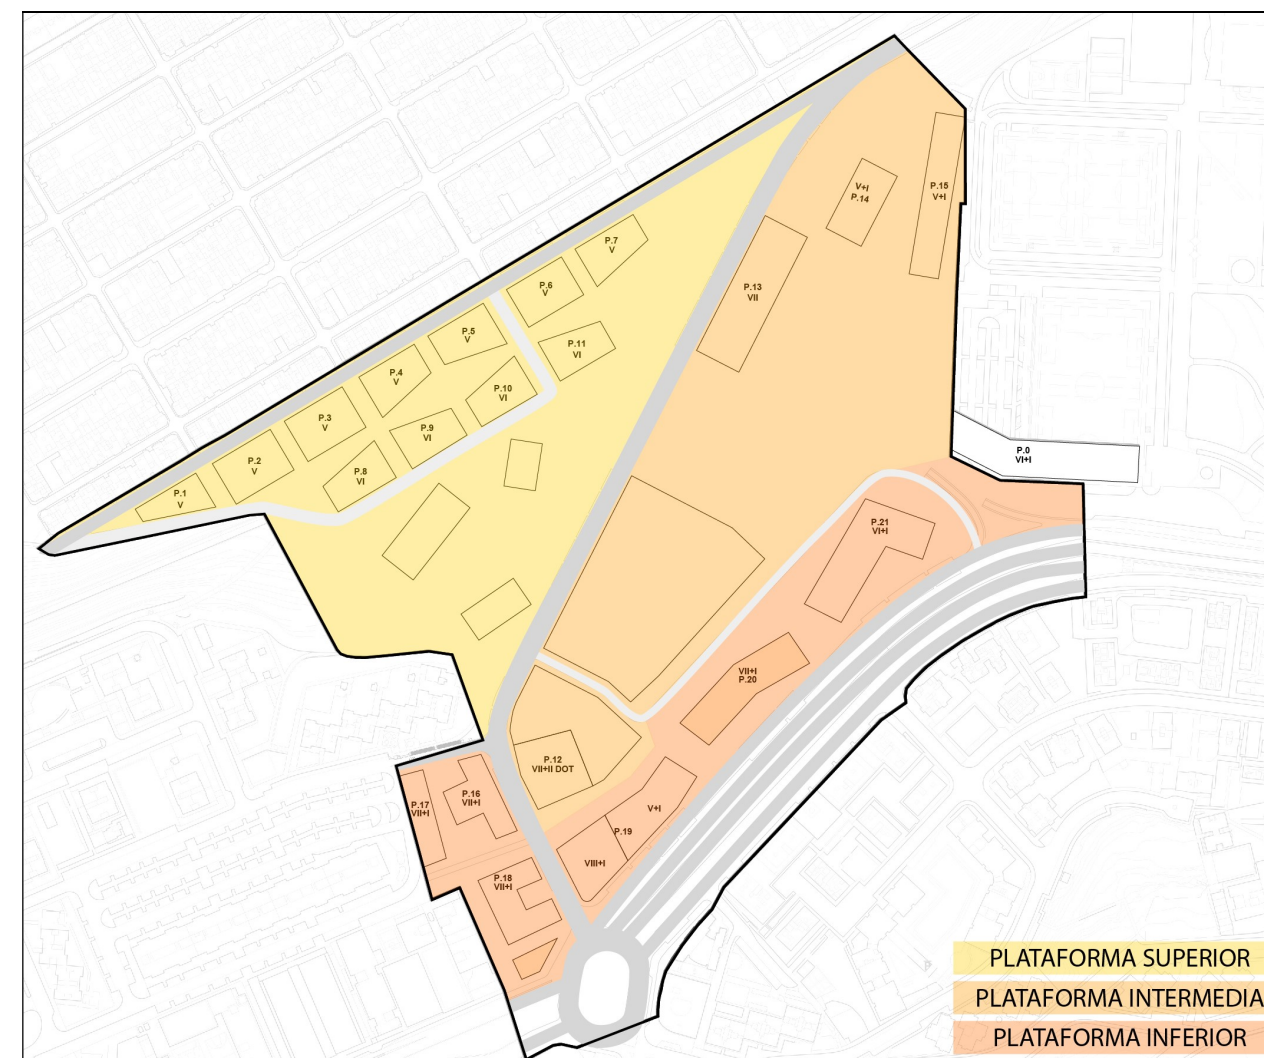 P.15
V+I
V+I
P.14
P.7
V
P.6
V
P.13
VII
P.5
V
P.11
VI
P.4
V
P.10
VI
P.3
V
P.9
VI
P.2
V
P.8
VI
P.1
V
P.0
VI+I
P.21
VI+I
VII+I
P.20
P.12
VII+II DOT
P.16
VII+I
P.17
VII+I
V+I
P.19
VIII+I
P.18
VII+I
PLATAFORMA SUPERIOR
PLATAFORMA INTERMEDIA
PLATAFORMA INFERIOR